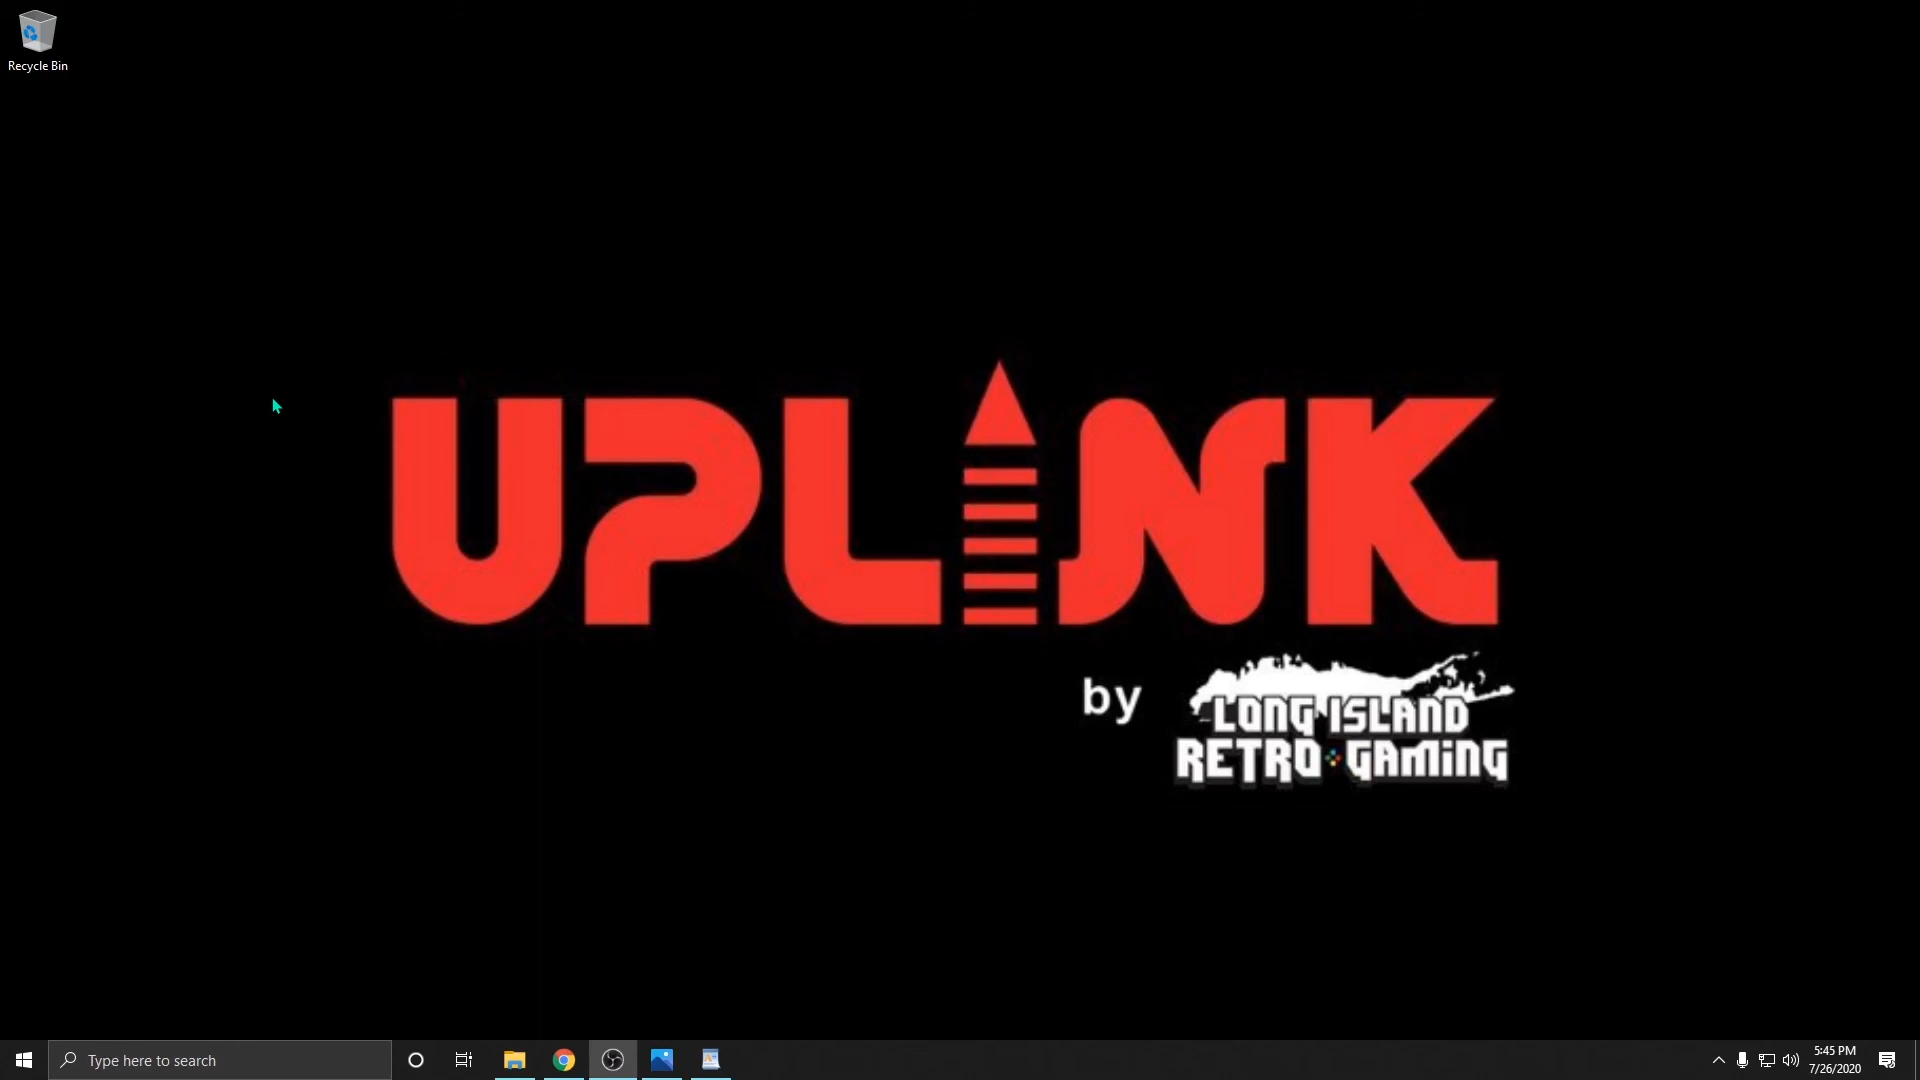 Recycle Bin
UPLINK
by
LONG ISLAND
RETRO GAMING
Type here to search
5:45 PM
7/26/2020